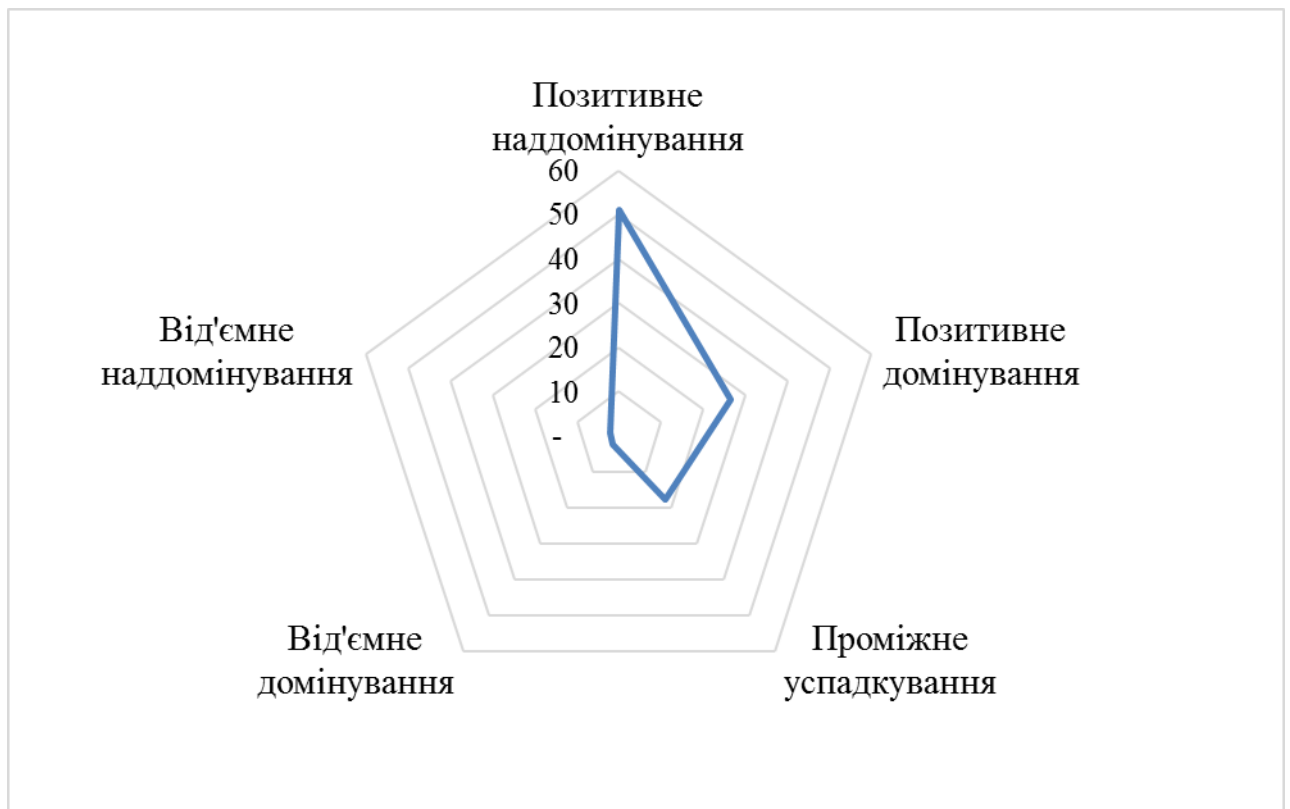 Позитивне
наддомінування
60
50
40
30
20
10
-
Позитивне
домінування
Проміжне
успадкування
Від'ємне
домінування
Від'ємне
наддомінування